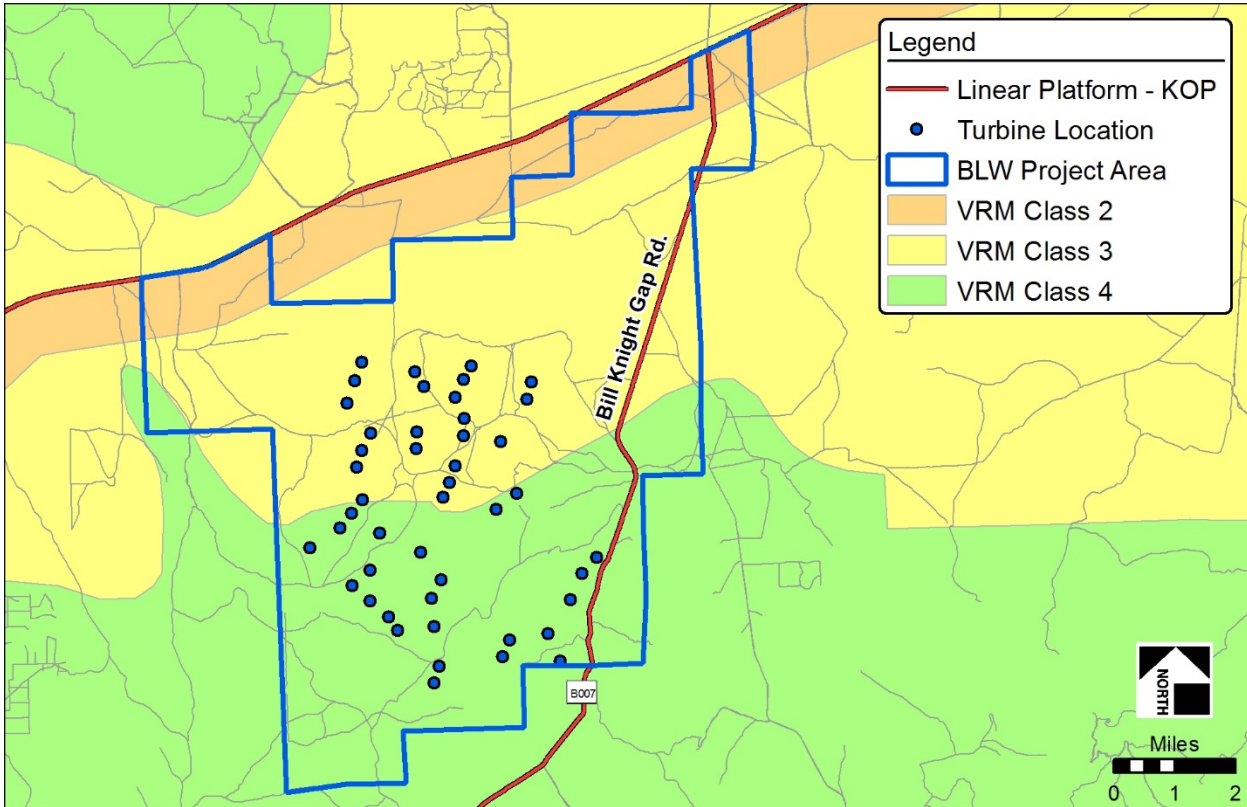 Legend
Linear Platform - KOP
Turbine Location
BLW Project Area
VRM Class 2
VRM Class 3
VRM Class 4
Bill Knight Gap Rd.
B007
NORTH
Miles
0 1 2